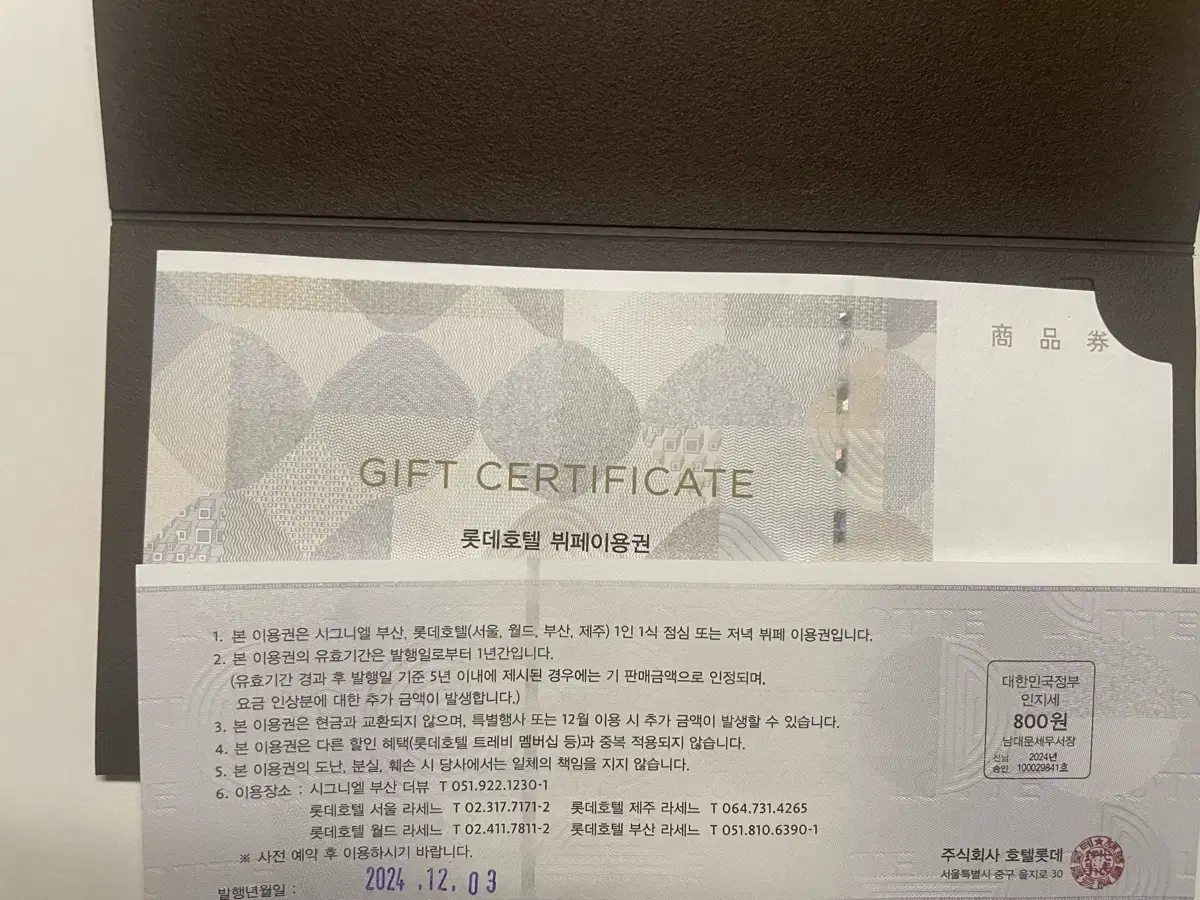 商品券
GIFT CERTIFICATE
롯데호텔 뷔페이용권
1. 본 이용권은 시그니엘 부산, 롯데호텔(서울, 월드, 부산, 제주) 1인 1식 점심 또는 저녁 뷔페 이용권입니다.
2. 본 이용권의 유효기간은 발행일로부터 1년간입니다.
(유효기간 경과 후 발행일 기준 5년 이내에 제시된 경우에는 기 판매금액으로 인정되며,
요금 인상분에 대한 추가 금액이 발생합니다.)
3. 본 이용권은 현금과 교환되지 않으며, 특별행사 또는 12월 이용 시 추가 금액이 발생할 수 있습니다.
4. 본 이용권은 다른 할인 혜택(롯데호텔 트레비 멤버십 등)과 중복 적용되지 않습니다.
5. 본 이용권의 도난, 분실, 훼손 시 당사에서는 일체의 책임을 지지 않습니다.
6. 이용장소 : 시그니엘 부산 더뷰 T 051.922.1230-1
롯데호텔 서울 라세느 T 02.317.7171-2 롯데호텔 제주 라세느 T 064.731.4265
롯데호텔 월드 라세느 T 02.411.7811-2 롯데호텔 부산 라세느 T 051.810.6390-1
※ 사전 예약 후 이용하시기 바랍니다.
발행년월일 : 2024.12.03
대한민국정부
인지세
800원
남대문세무서장
선납 2024년
승인 100029841호
주식회사 호텔롯데
서울특별시 중구 을지로 30